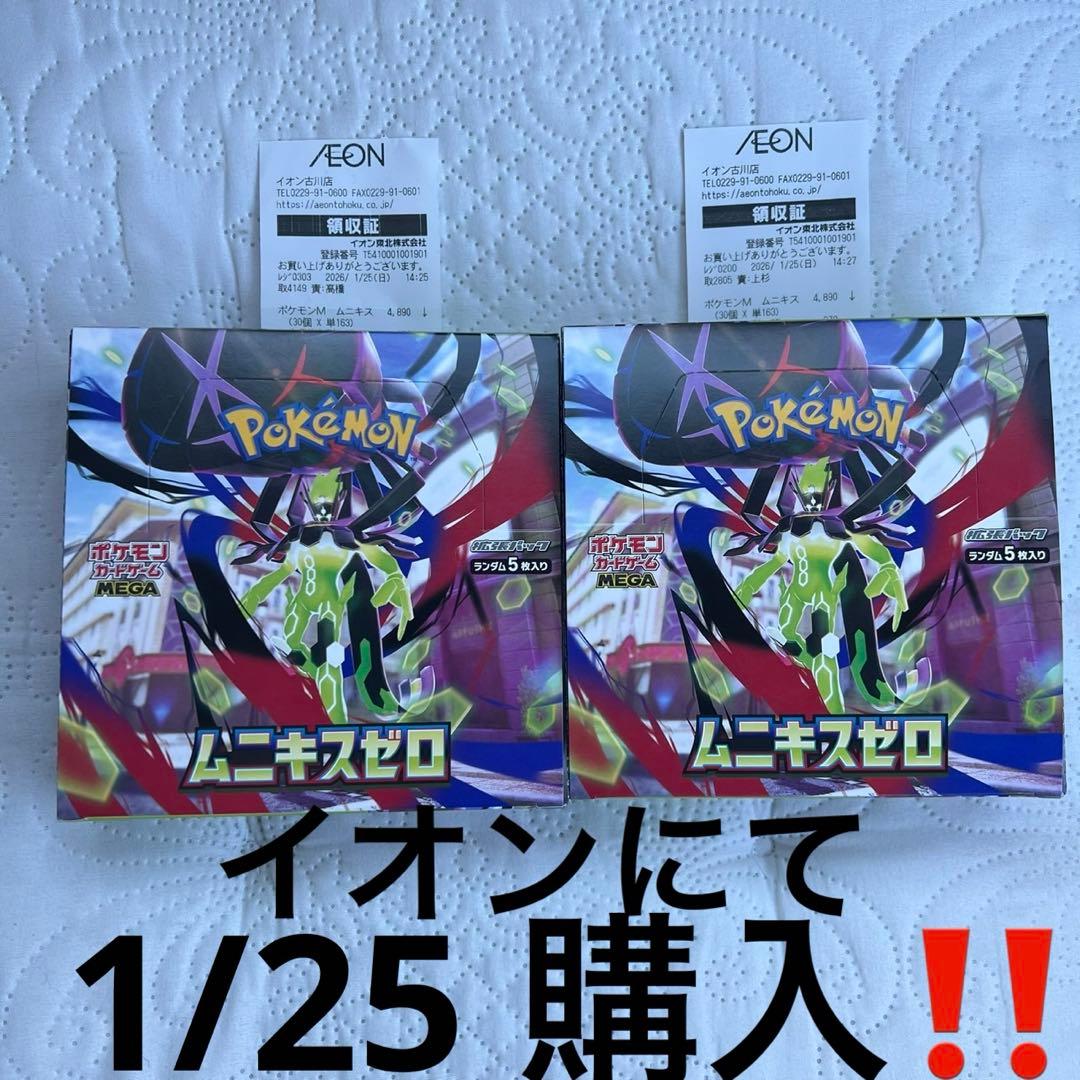 ÆON
イオン古川店
TEL0229-91-0600 FAX0229-91-0601
https://aeontohoku.co.jp/
領収証
イオン東北株式会社
登録番号 T5410001001901
お買い上げありがとうございます。
ﾚｼﾞ0303 2026/ 1/25(日) 14:25
取4149 責:高橋
ポケモンM ムニキス 4,890 ↓
(30個 X 単163)
ÆON
イオン古川店
TEL0229-91-0600 FAX0229-91-0601
https://aeontohoku.co.jp/
領収証
イオン東北株式会社
登録番号 T5410001001901
お買い上げありがとうございます。
ﾚｼﾞ0200 2026/ 1/25(日) 14:27
取2805 責:上杉
ポケモンM ムニキス 4,890 ↓
(30個 X 単163)
POKéMON
ポケモン
カードゲーム
MEGA
拡張パック
ランダム5枚入り
ムニキスゼロ
POKéMON
ポケモン
カードゲーム
MEGA
拡張パック
ランダム5枚入り
ムニキスゼロ
イオンにて
1/25 購入‼️